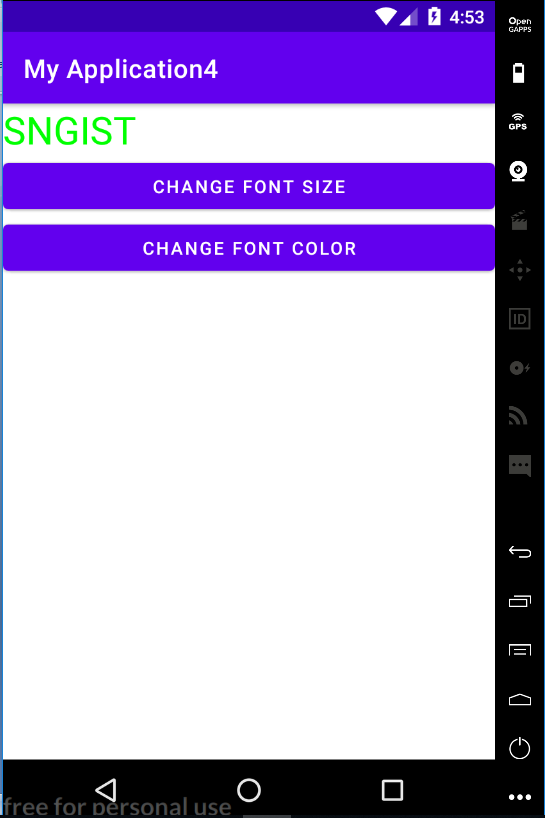 4:53
Open
GAPPS
My Application4
GPS
SNGIST
CHANGE FONT SIZE
CHANGE FONT COLOR
ID
free for personal use